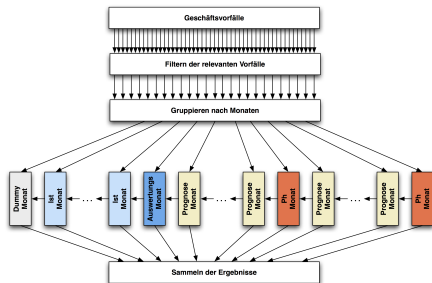 Geschäftsvorfälle
Filtern der relevanten Vorfälle
Gruppieren nach Monaten
Dummy
Monat
Ist
Monat
...
Ist
Monat
Auswertungs
Monat
Prognose
Monat
...
Prognose
Monat
Ph
Monat
Prognose
Monat
...
Prognose
Monat
Ph
Monat
Sammeln der Ergebnisse